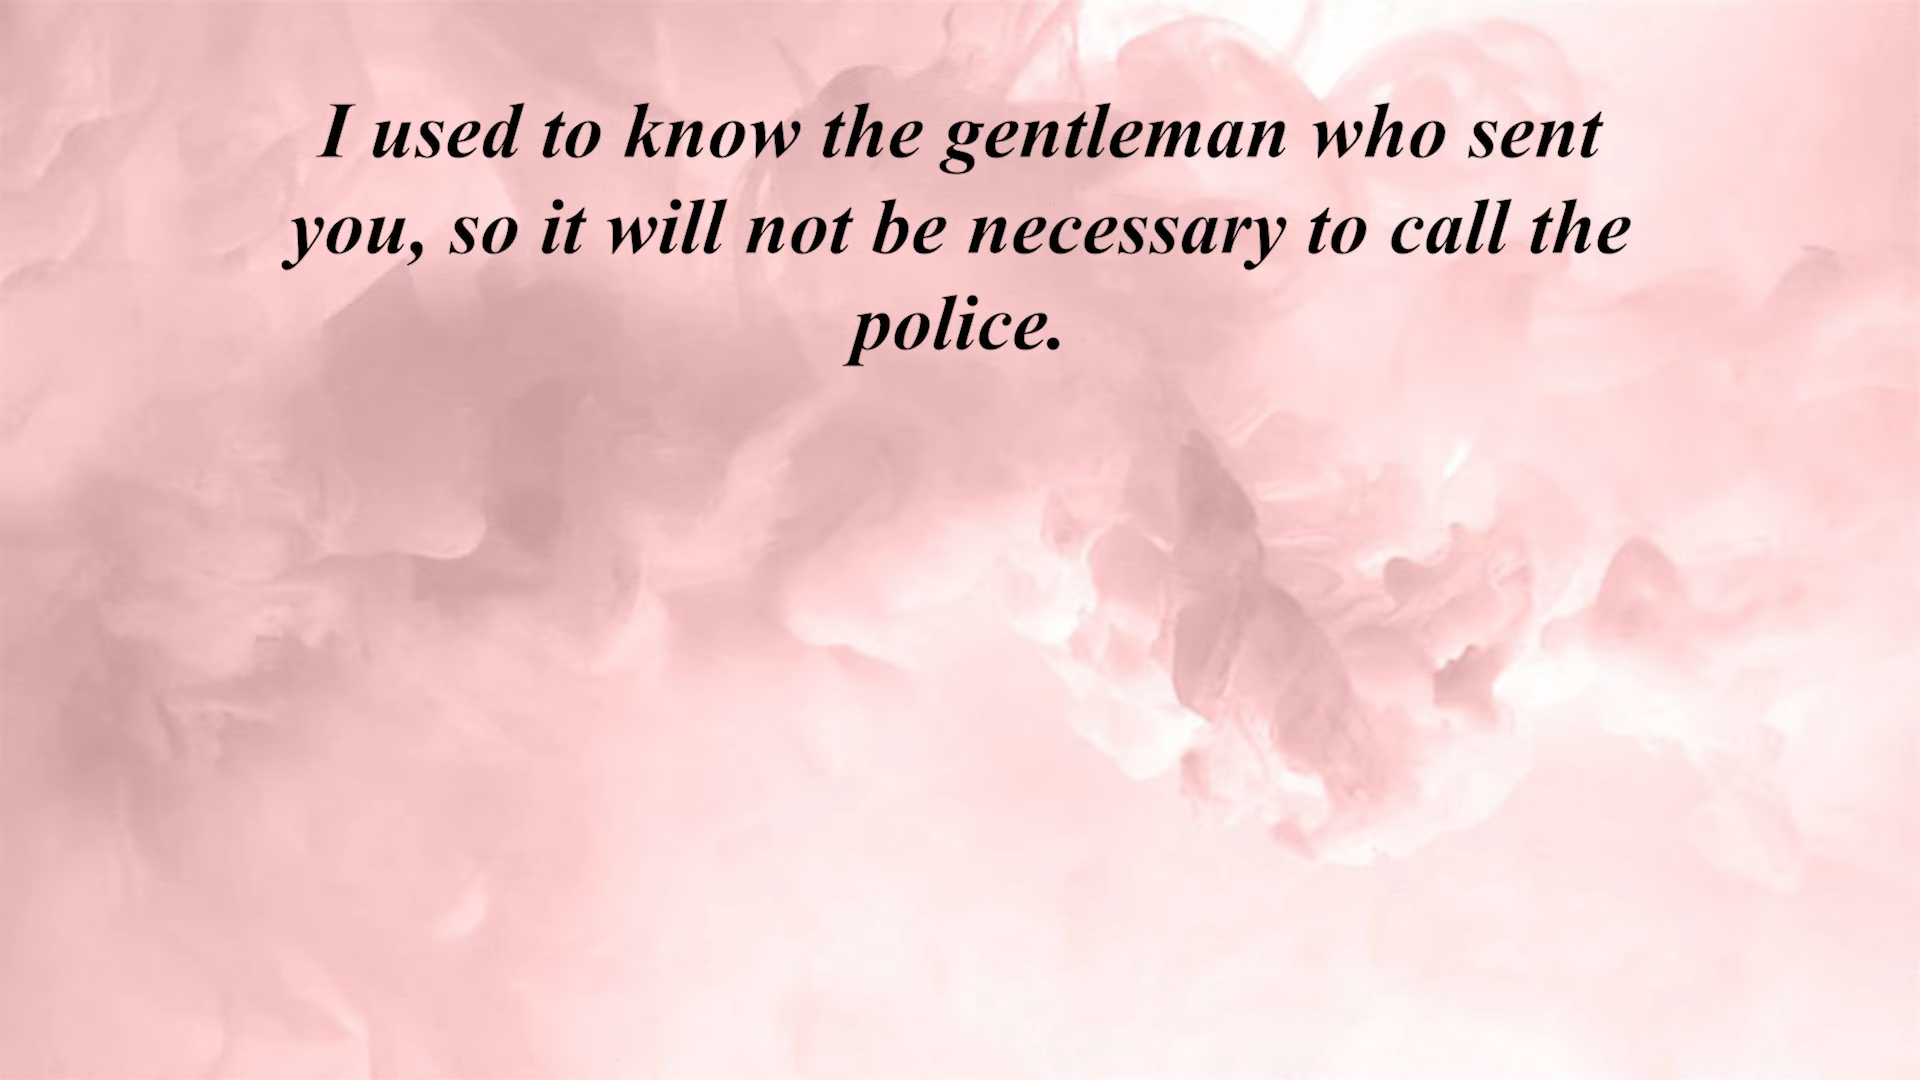 I used to know the gentleman who sent
you, so it will not be necessary to call the
police.